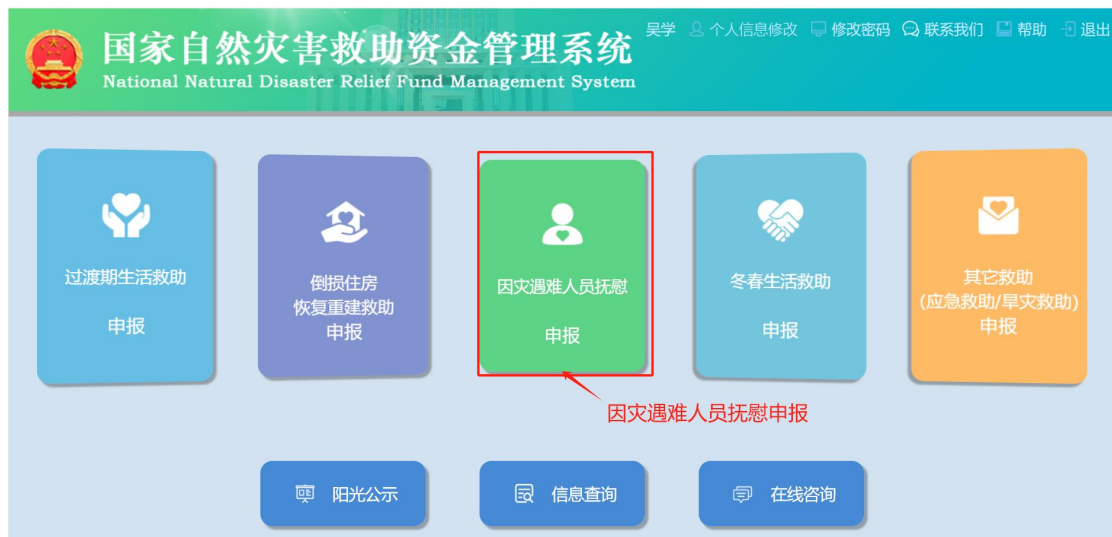 国家自然灾害救助资金管理系统
National Natural Disaster Relief Fund Management System
吴学 个人信息修改 修改密码 联系我们 帮助 退出
过渡期生活救助
申报
倒损住房
恢复重建救助
申报
因灾遇难人员抚慰
申报
冬春生活救助
申报
其它救助
(应急救助/旱灾救助)
申报
因灾遇难人员抚慰申报
阳光公示
信息查询
在线咨询